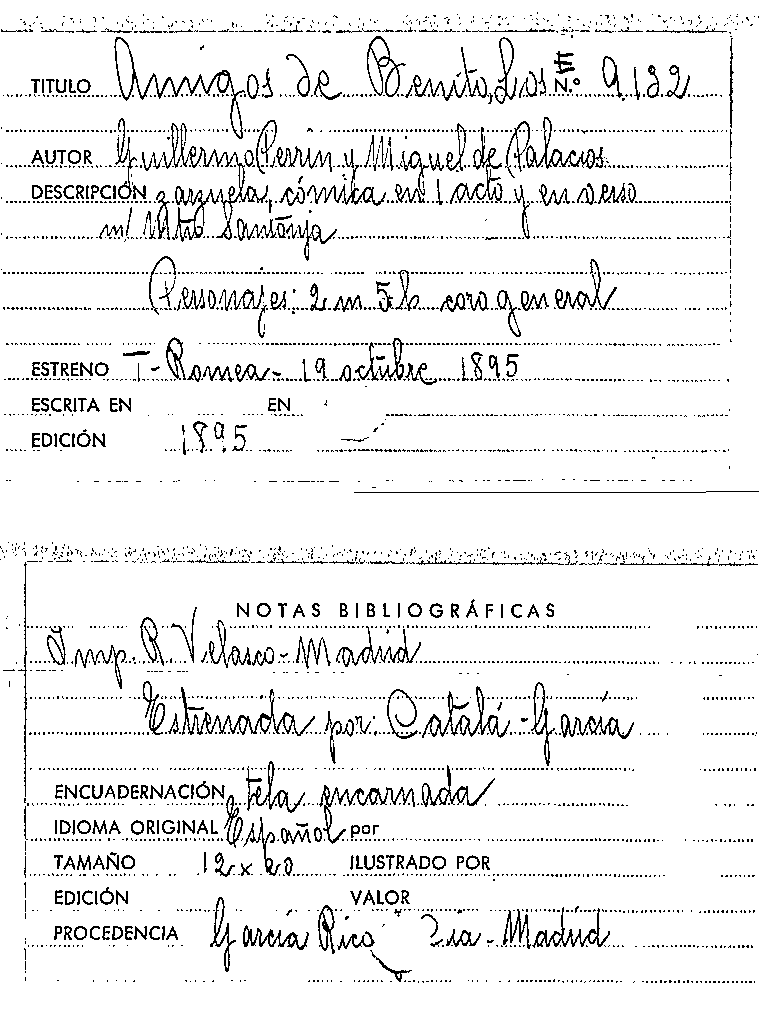 TITULO Amigos de Benito, Los N.º 9.182
AUTOR Guillermo Perrin y Miguel de Palacios
DESCRIPCIÓN zarzuela, cómica en 1 acto y en verso
m/ Mtro Santonja
Personajes: 2 m 5 h coro general
ESTRENO T- Romea- 19 octubre 1895
ESCRITA EN EN
EDICIÓN 1895
NOTAS BIBLIOGRÁFICAS
Imp. R. Velasco-Madrid
Estrenada por: Catalá-García
ENCUADERNACIÓN tela encarnada
IDIOMA ORIGINAL Español por
TAMAÑO 12 x 20 ILUSTRADO POR
EDICIÓN VALOR
PROCEDENCIA García Rico Madrid